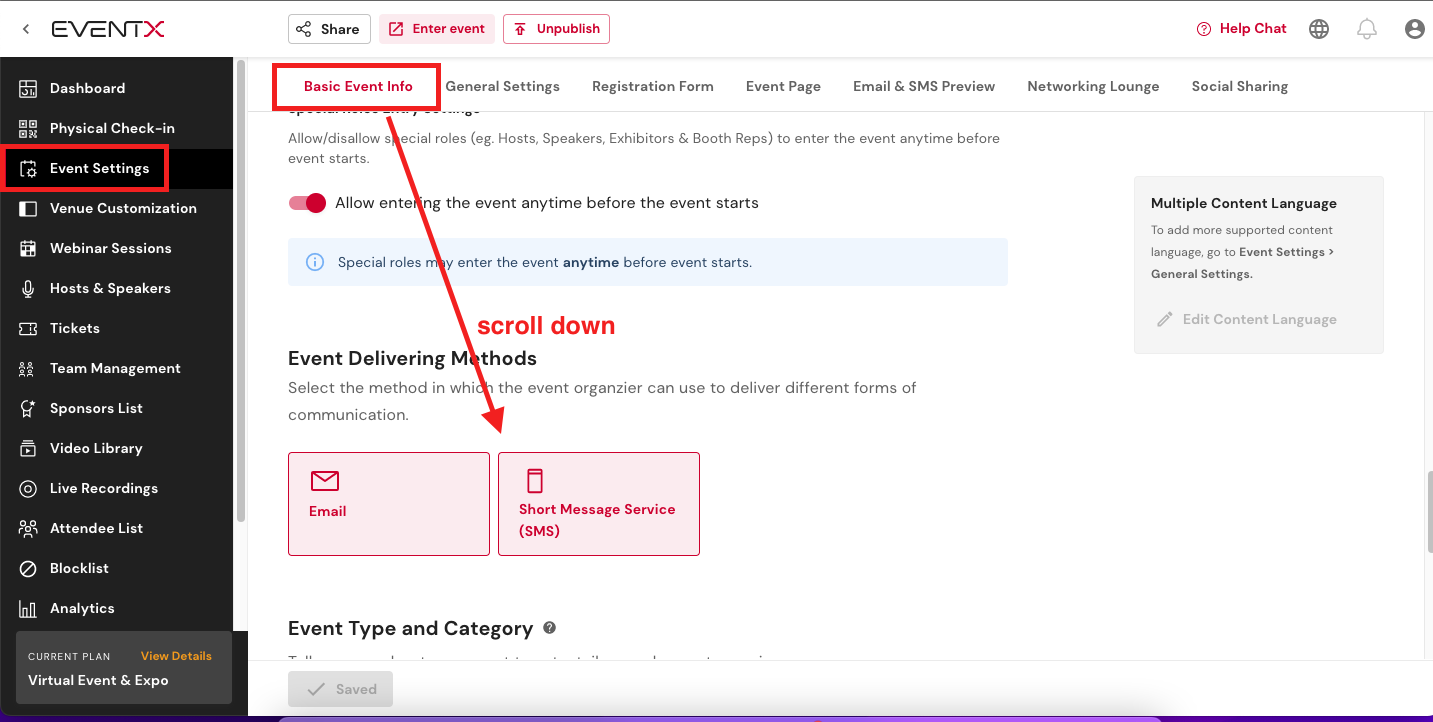 EVENTX
Share
Enter event
Unpublish
Help Chat
Dashboard
Physical Check-in
Event Settings
Venue Customization
Webinar Sessions
Hosts & Speakers
Tickets
Team Management
Sponsors List
Video Library
Live Recordings
Attendee List
Blocklist
Analytics
CURRENT PLAN
View Details
Virtual Event & Expo
Basic Event Info
General Settings
Registration Form
Event Page
Email & SMS Preview
Networking Lounge
Social Sharing
Special Roles Entry Settings
Allow/disallow special roles (eg. Hosts, Speakers, Exhibitors & Booth Reps) to enter the event anytime before
event starts.
Allow entering the event anytime before the event starts
Special roles may enter the event anytime before event starts.
scroll down
Event Delivering Methods
Select the method in which the event organzier can use to deliver different forms of
communication.
Email
Short Message Service
(SMS)
Event Type and Category
Saved
Multiple Content Language
To add more supported content
language, go to Event Settings >
General Settings.
Edit Content Language